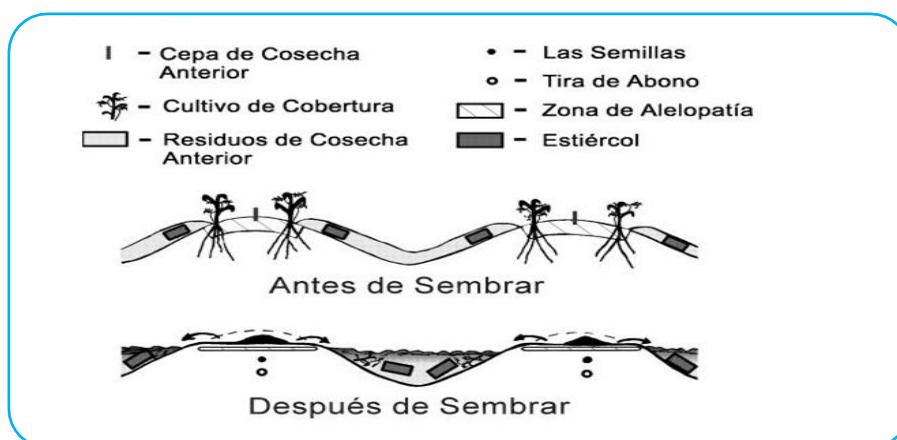 - Cepa de Cosecha
Anterior
- Cultivo de Cobertura
- Residuos de Cosecha
Anterior
- Las Semillas
- Tira de Abono
- Zona de Alelopatía
- Estiércol
Antes de Sembrar
Después de Sembrar